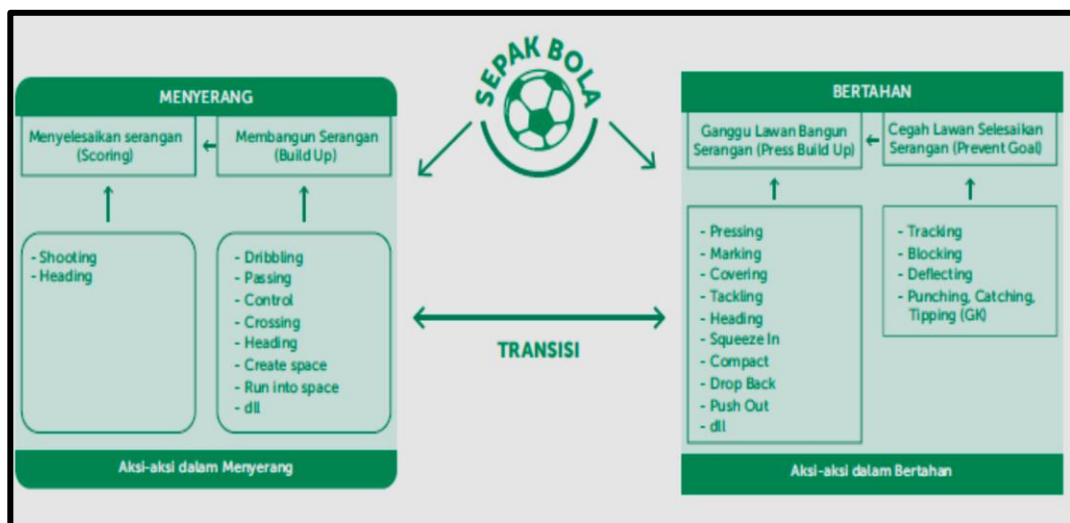 SEPAK BOLA
MENYERANG
Menyelesaikan serangan
(Scoring)
Membangun Serangan
(Build Up)
- Shooting
- Heading
- Dribbling
- Passing
- Control
- Crossing
- Heading
- Create space
- Run into space
- dll
Aksi-aksi dalam Menyerang
TRANSISI
BERTAHAN
Ganggu Lawan Bangun
Serangan (Press Build Up)
Cegah Lawan Selesaikan
Serangan (Prevent Goal)
- Pressing
- Marking
- Covering
- Tackling
- Heading
- Squeeze In
- Compact
- Drop Back
- Push Out
- dll
- Tracking
- Blocking
- Deflecting
- Punching, Catching,
Tipping (GK)
Aksi-aksi dalam Bertahan